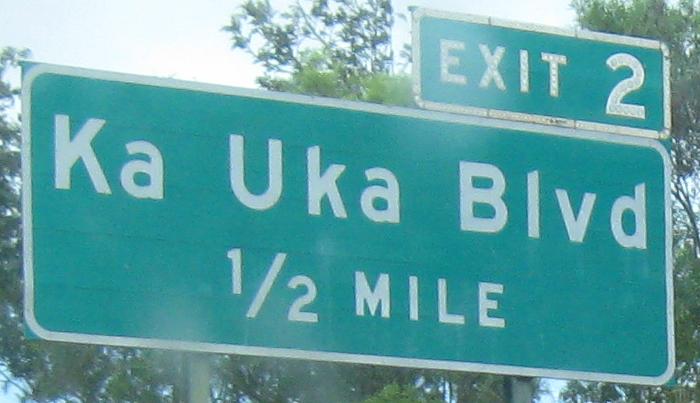 EXIT 2
Ka Uka Blvd
1/2 MILE